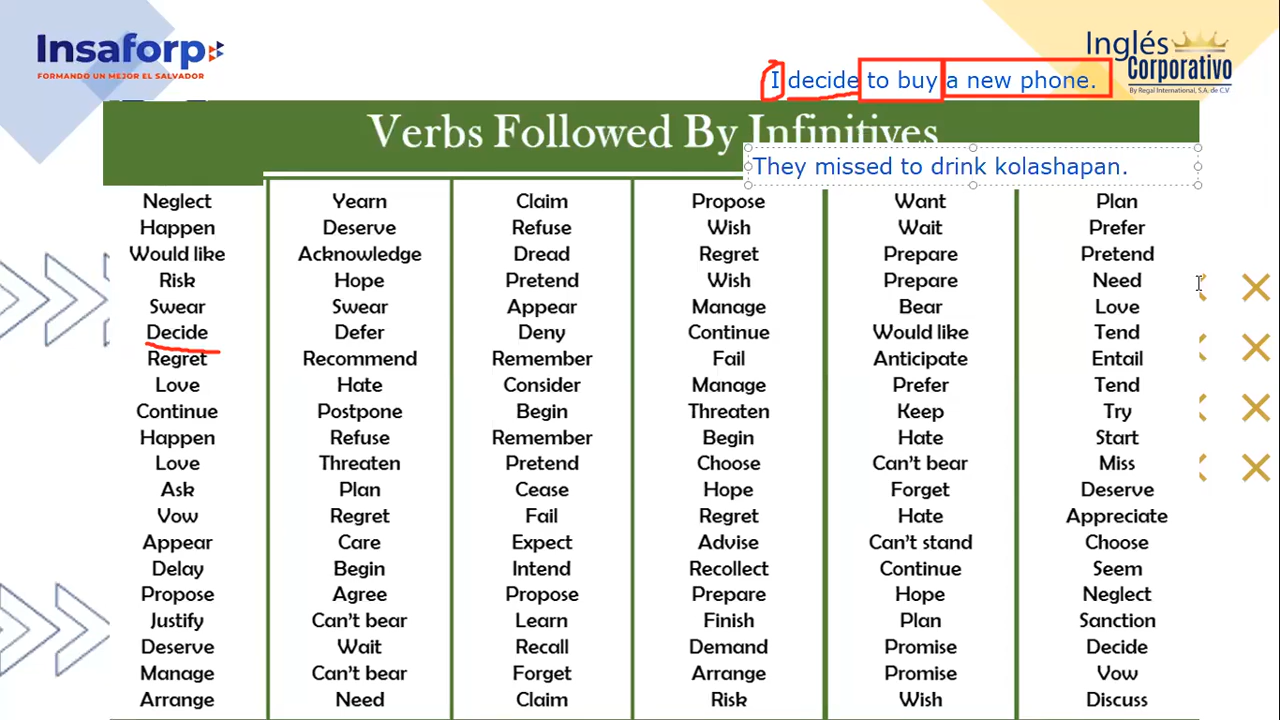 Insaforp
FORMANDO UN MEJOR EL SALVADOR
Inglés
Corporativo
By Regal International, S.A. de C.V
I decide to buy a new phone.
Verbs Followed By Infinitives
They missed to drink kolashapan.
Neglect Yearn Claim Propose Want Plan
Happen Deserve Refuse Wish Wait Prefer
Would like Acknowledge Dread Regret Prepare Pretend
Risk Hope Pretend Wish Prepare Need
Swear Swear Appear Manage Bear Love
Decide Defer Deny Continue Would like Tend
Regret Recommend Remember Fail Anticipate Entail
Love Hate Consider Manage Prefer Tend
Continue Postpone Begin Threaten Keep Try
Happen Refuse Remember Begin Hate Start
Love Threaten Pretend Choose Can't bear Miss
Ask Plan Cease Hope Forget Deserve
Vow Regret Fail Regret Hate Appreciate
Appear Care Expect Advise Can't stand Choose
Delay Begin Intend Recollect Continue Seem
Propose Agree Propose Prepare Hope Neglect
Justify Can't bear Learn Finish Plan Sanction
Deserve Wait Recall Demand Promise Decide
Manage Can't bear Forget Arrange Promise Vow
Arrange Need Claim Risk Wish Discuss